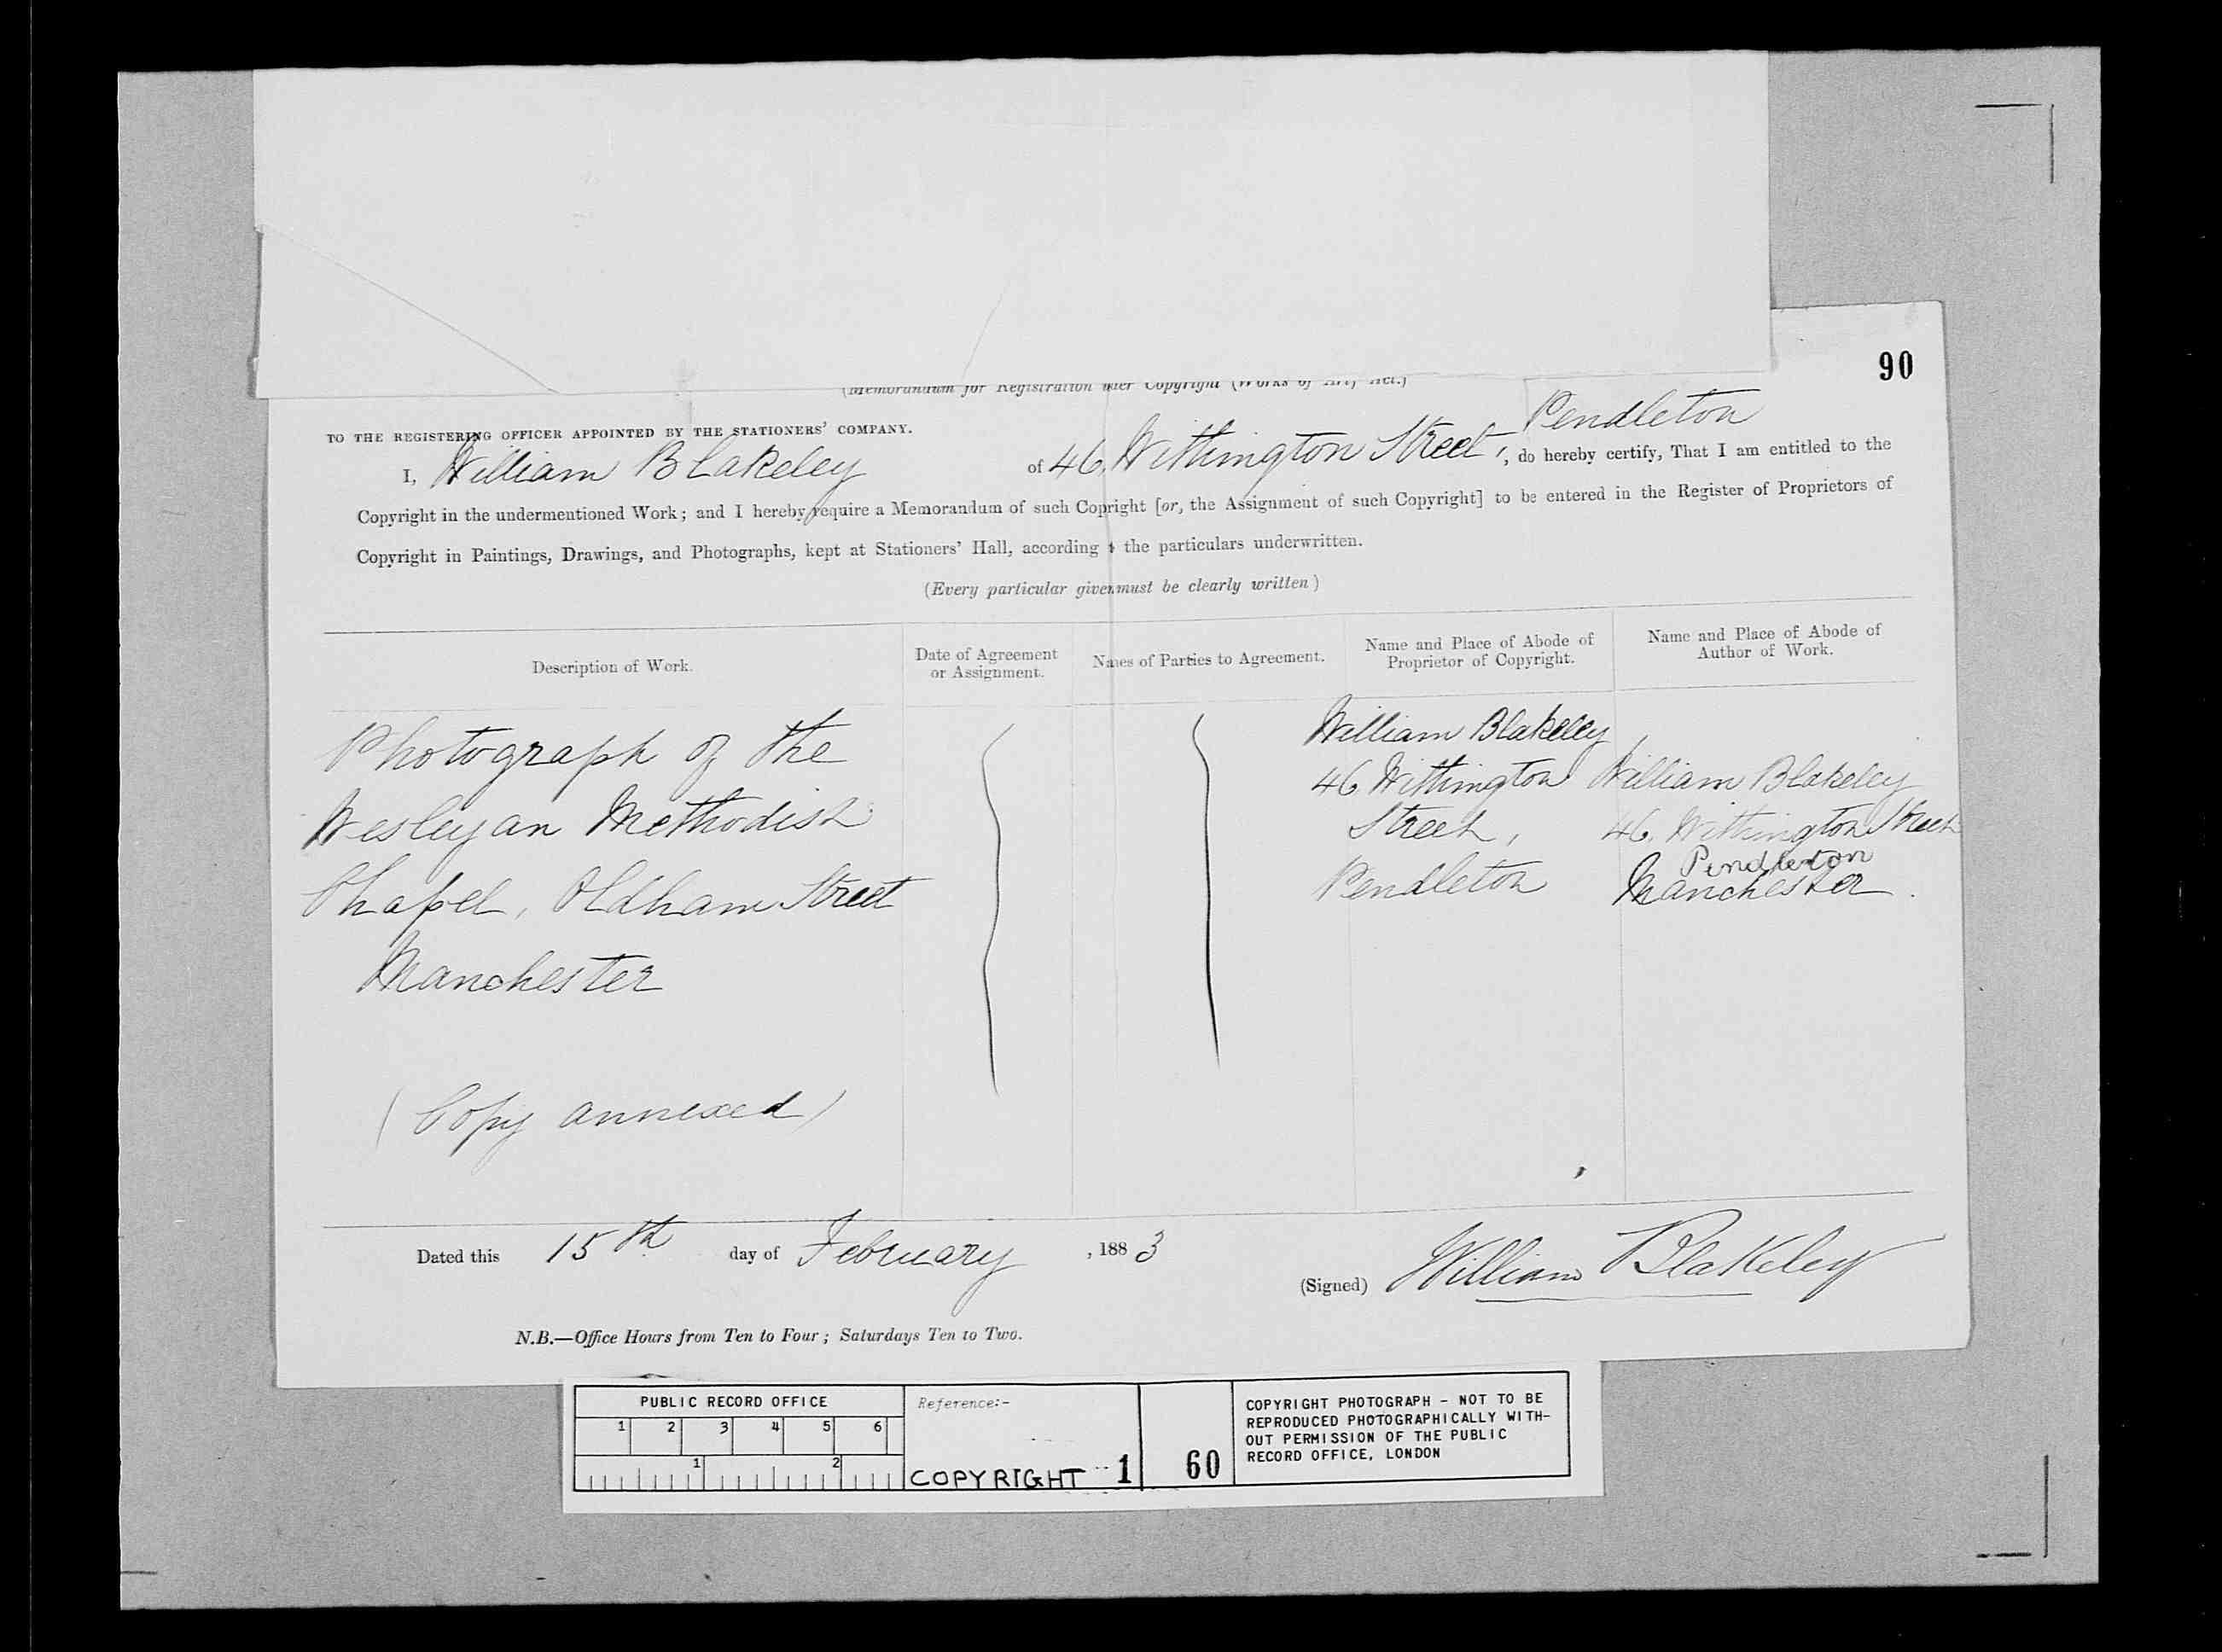 90
(Memorandum for Registration under Copyright (Works of Art) Act.)
Pendleton
TO THE REGISTERING OFFICER APPOINTED BY THE STATIONERS' COMPANY.
I, William Blakeley of 46, Withington Street, do hereby certify, That I am entitled to the
Copyright in the undermentioned Work; and I hereby require a Memorandum of such Copyright [or, the Assignment of such Copyright] to be entered in the Register of Proprietors of
Copyright in Paintings, Drawings, and Photographs, kept at Stationers' Hall, according t the particulars underwritten.
(Every particular given must be clearly written)
Description of Work.
Date of Agreement
or Assignment.
Names of Parties to Agreement.
Name and Place of Abode of
Proprietor of Copyright.
Name and Place of Abode of
Author of Work.
Photograph of the
Wesleyan Methodist
Chapel, Oldham Street
Manchester
(Copy annexed)
William Blakeley
46 Withington
Street,
Pendleton
William Blakeley
46, Withington Street
Pendleton
Manchester.
Dated this 15th day of February, 1883
(Signed) William Blakeley
N.B.—Office Hours from Ten to Four; Saturdays Ten to Two.
PUBLIC RECORD OFFICE
1 2 3 4 5 6
1 2
Reference:-
COPYRIGHT 1
60
COPYRIGHT PHOTOGRAPH - NOT TO BE
REPRODUCED PHOTOGRAPHICALLY WITH-
OUT PERMISSION OF THE PUBLIC
RECORD OFFICE, LONDON